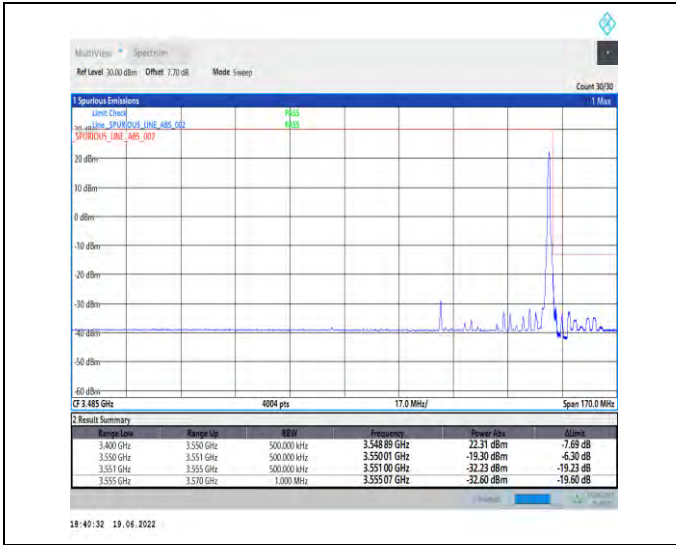 MultiView Spectrum
Ref Level 30.00 dBm Offset 7.70 dB Mode Sweep
Count 30/30
1 Spurious Emissions 1 Max
Limit Check PASS
Line _SPURIOUS_LINE_ABS_002 PASS
_SPURIOUS_LINE_ABS_002
20 dBm
10 dBm
0 dBm
-10 dBm
-20 dBm
-30 dBm
-40 dBm
-50 dBm
-60 dBm
CF 3.485 GHz 4004 pts 17.0 MHz/ Span 170.0 MHz
2 Result Summary
Range Low Range Up RBW Frequency Power Abs ΔLimit
3.400 GHz 3.550 GHz 500.000 kHz 3.548 89 GHz 22.31 dBm -7.69 dB
3.550 GHz 3.551 GHz 500.000 kHz 3.550 01 GHz -19.30 dBm -6.30 dB
3.551 GHz 3.555 GHz 500.000 kHz 3.551 00 GHz -32.23 dBm -19.23 dB
3.555 GHz 3.570 GHz 1.000 MHz 3.555 07 GHz -32.60 dBm -19.60 dB
18:40:32 19.06.2022